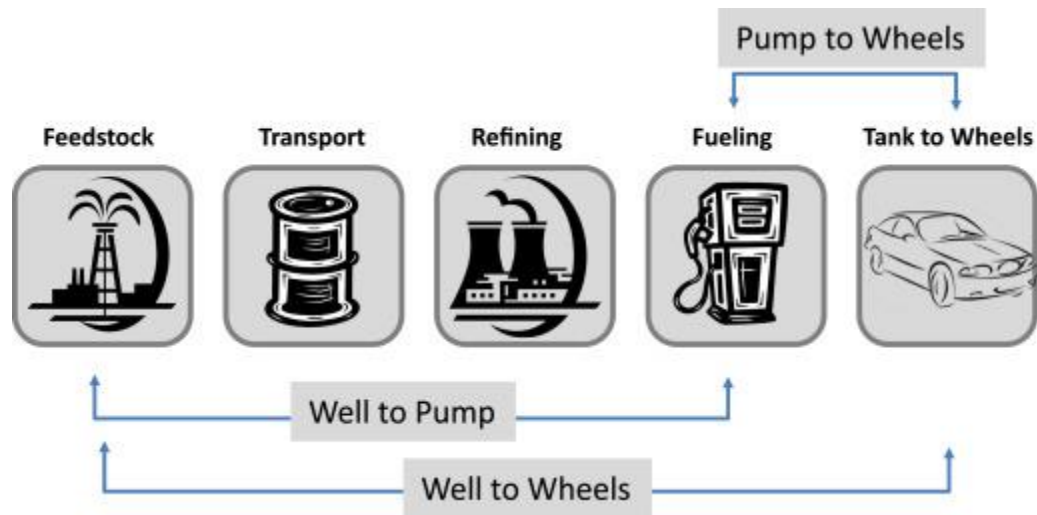 Pump to Wheels
Feedstock
Transport
Refining
Fueling
Tank to Wheels
Well to Pump
Well to Wheels